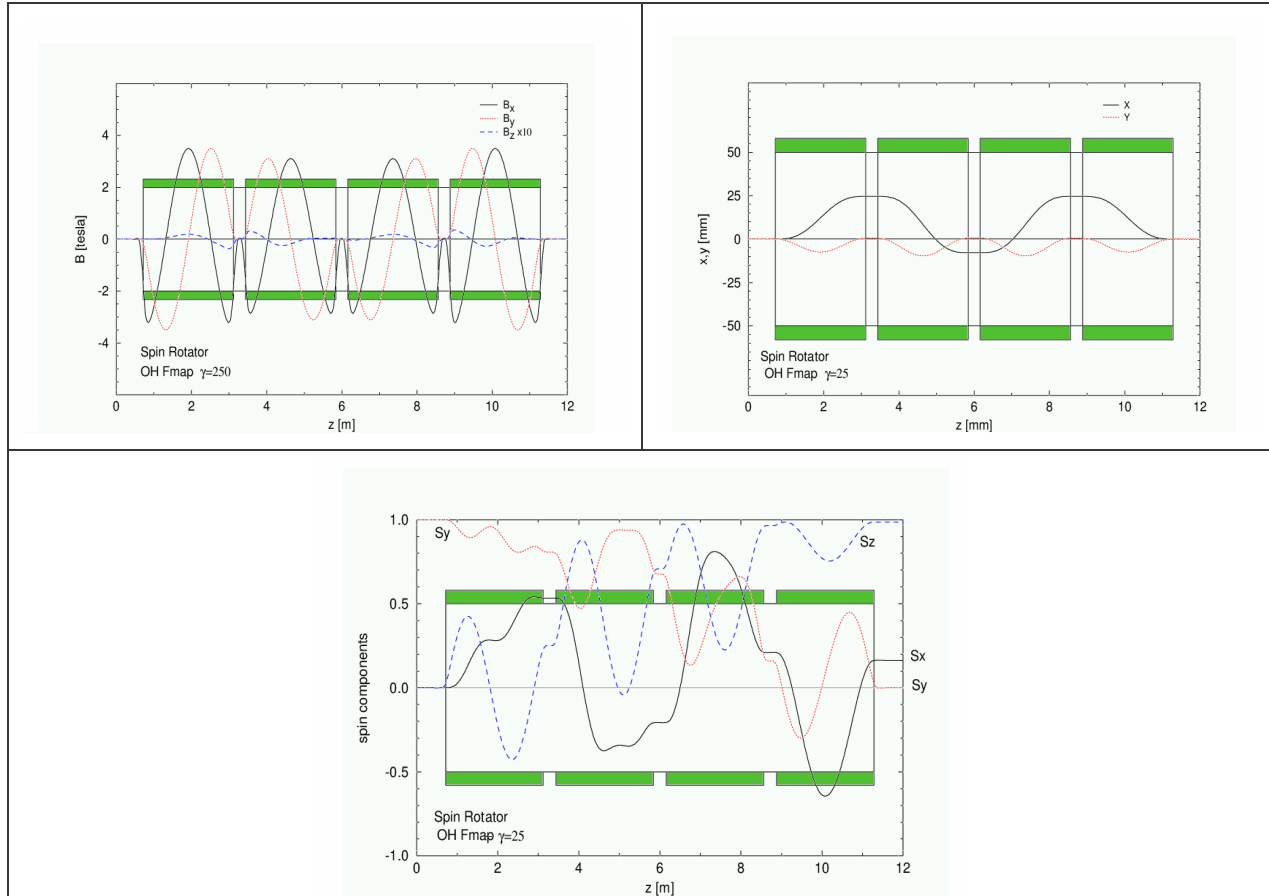 B_x
B_y
B_z x10
4
2
0
-2
-4
B [tesla]
Spin Rotator
OH Fmap γ=250
0 2 4 6 8 10 12
z [m]
X
Y
50
25
0
-25
-50
x,y [mm]
Spin Rotator
OH Fmap γ=25
0 2 4 6 8 10 12
z [mm]
1.0
0.5
0.0
-0.5
-1.0
spin components
Sy
Sz
Sx
Sy
Spin Rotator
OH Fmap γ=25
0 2 4 6 8 10 12
z [m]